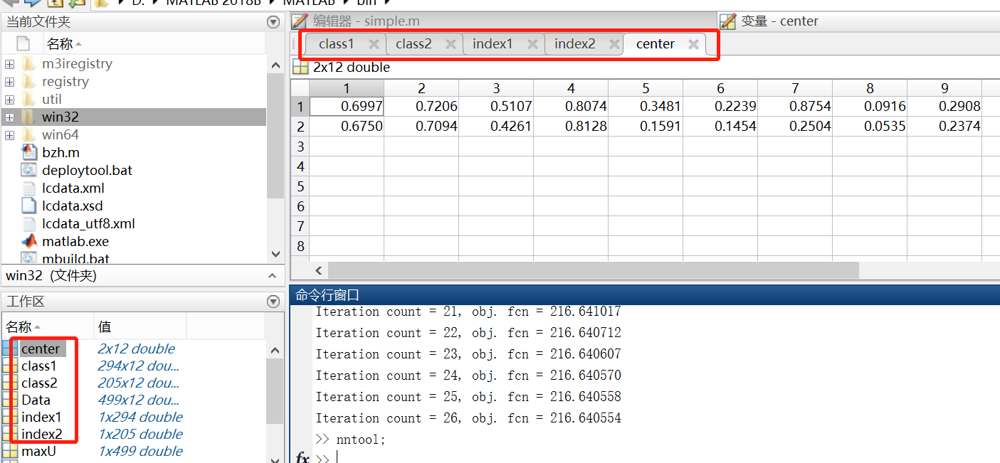 D: ▸ MATLAB 2018B ▸ MATLAB ▸ bin ▸
当前文件夹
名称
m3iregistry
registry
util
win32
win64
bzh.m
deploytool.bat
lcdata.xml
lcdata.xsd
lcdata_utf8.xml
matlab.exe
mbuild.bat
win32 (文件夹)
工作区
名称 值
center 2x12 double
class1 294x12 dou...
class2 205x12 dou...
Data 499x12 dou...
index1 1x294 double
index2 1x205 double
maxU 1x499 double
编辑器 - simple.m 变量 - center
class1 class2 index1 index2 center
2x12 double
1 2 3 4 5 6 7 8 9
1 0.6997 0.7206 0.5107 0.8074 0.3481 0.2239 0.8754 0.0916 0.2908
2 0.6750 0.7094 0.4261 0.8128 0.1591 0.1454 0.2504 0.0535 0.2374
3
4
5
6
7
8
命令行窗口
Iteration count = 21, obj. fcn = 216.641017
Iteration count = 22, obj. fcn = 216.640712
Iteration count = 23, obj. fcn = 216.640607
Iteration count = 24, obj. fcn = 216.640570
Iteration count = 25, obj. fcn = 216.640558
Iteration count = 26, obj. fcn = 216.640554
>> nntool;
fx >>